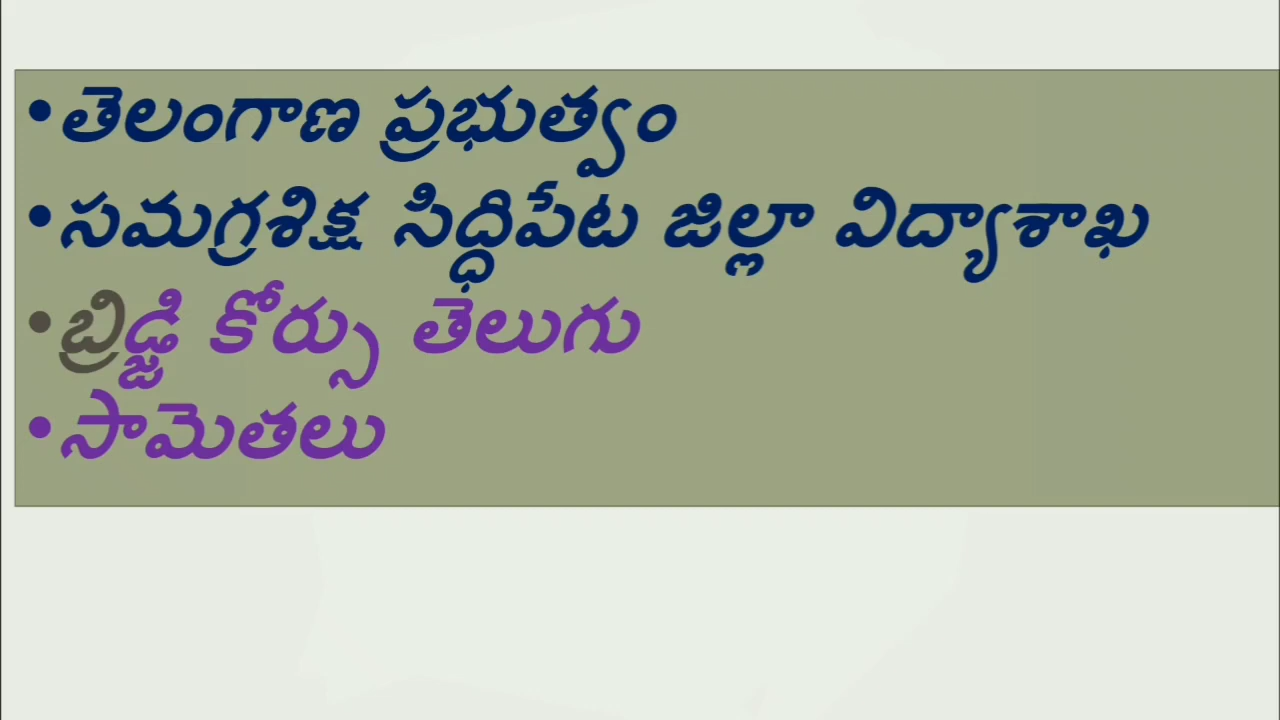 •తెలంగాణ ప్రభుత్వం
•సమగ్రశిక్ష సిద్ధిపేట జిల్లా విద్యాశాఖ
•బ్రిడ్జి కోర్సు తెలుగు
•సామెతలు